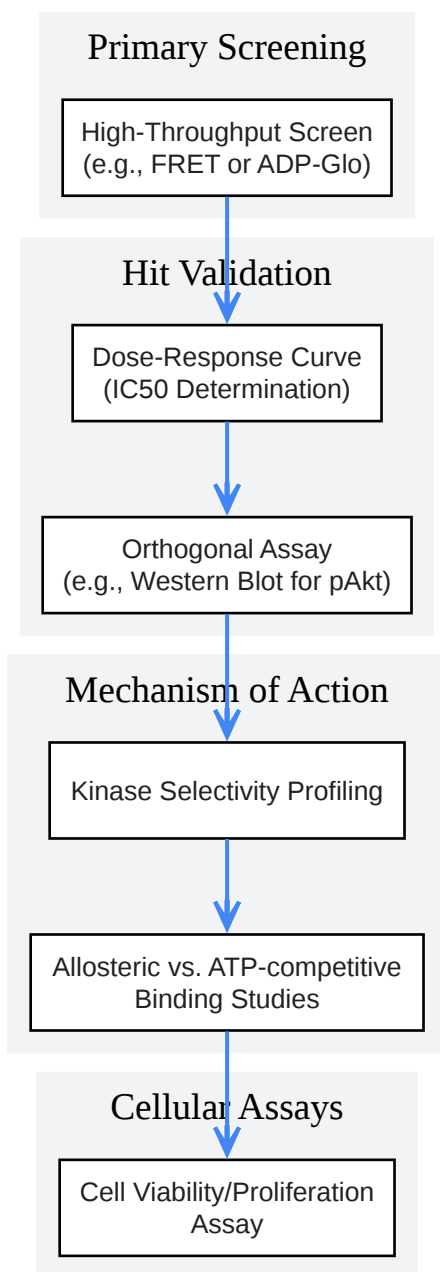 Primary Screening
High-Throughput Screen
(e.g., FRET or ADP-Glo)
Hit Validation
Dose-Response Curve
(IC50 Determination)
Orthogonal Assay
(e.g., Western Blot for pAkt)
Mechanism of Action
Kinase Selectivity Profiling
Allosteric vs. ATP-competitive
Binding Studies
Cellular Assays
Cell Viability/Proliferation
Assay